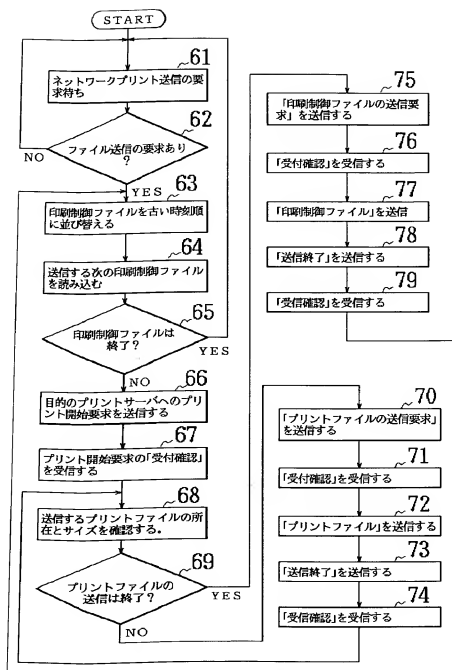 START
61
ネットワークプリント送信の要
求待ち
62
ファイル送信の要求あり
?
NO
YES
63
印刷制御ファイルを古い時刻順
に並び替える
64
送信する次の印刷制御ファイル
を読み込む
65
印刷制御ファイルは
終了?
YES
NO
66
目的のプリントサーバへのプリ
ント開始要求を送信する
67
プリント開始要求の「受付確認」
を受信する
68
送信するプリントファイルの所
在とサイズを確認する。
69
プリントファイルの
送信は終了?
YES
NO
75
「印刷制御ファイルの送信要
求」を送信する
76
「受付確認」を受信する
77
「印刷制御ファイル」を送信
78
「送信終了」を送信する
79
「受信確認」を受信する
70
「プリントファイルの送信要求」
を送信する
71
「受付確認」を受信する
72
「プリントファイル」を送信する
73
「送信終了」を送信する
74
「受信確認」を受信する